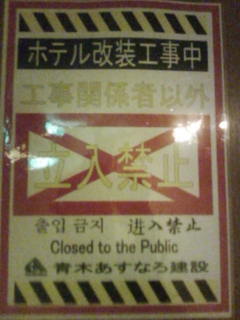 ホテル改装工事中
工事関係者以外
立入禁止
출입 금지 进入禁止
Closed to the Public
青木あすなろ建設